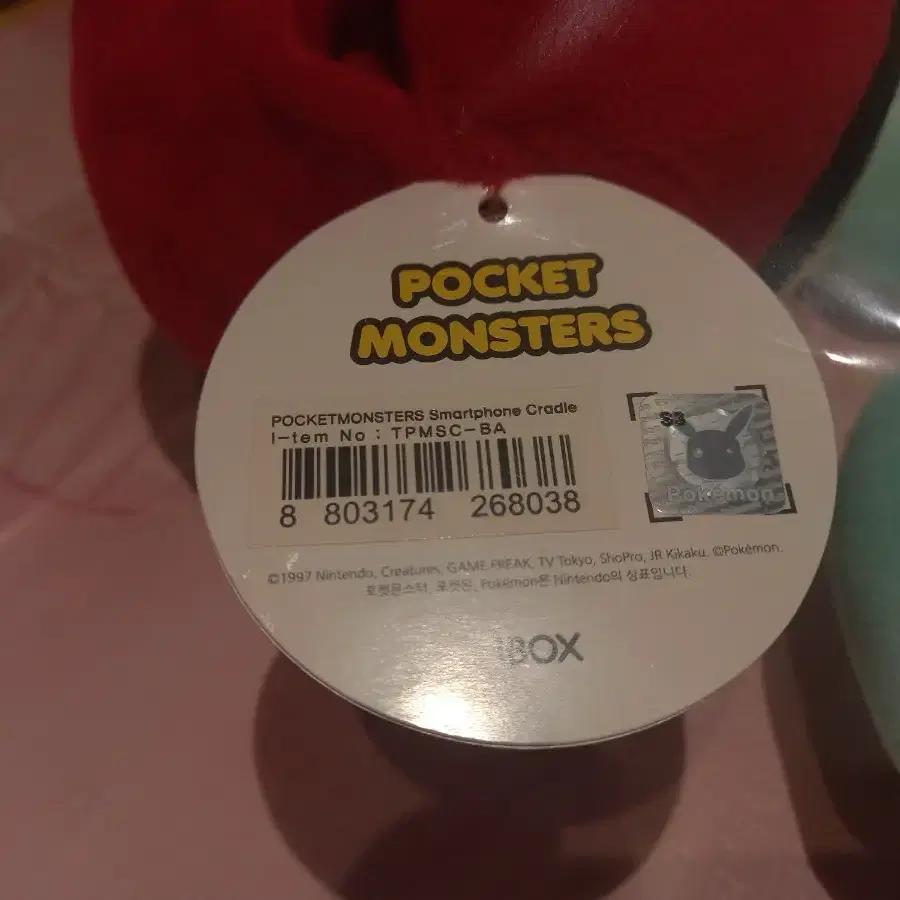 POCKET
MONSTERS
POCKETMONSTERS Smartphone Cradle
I-tem No : TPMSC-BA
8 803174 268038
S3
Pokémon
©1997 Nintendo, Creatures, GAME FREAK, TV Tokyo, ShoPro, JR Kikaku. ©Pokémon.
포켓몬스터, 포켓몬, Pokémon은 Nintendo의 상표입니다.
BOX